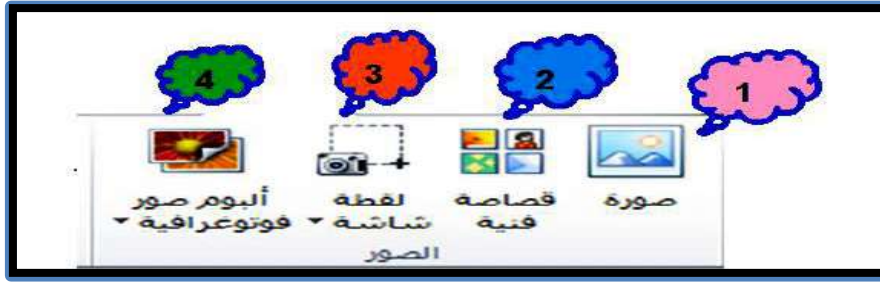 1
2
3
4
صورة
قصاصة
فنية
لقطة
شاشة
ألبوم صور
فوتوغرافية
الصور